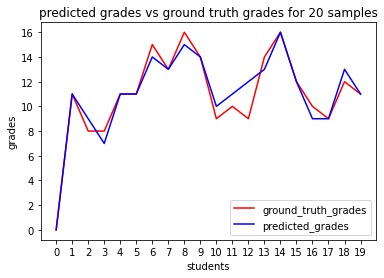 predicted grades vs ground truth grades for 20 samples
grades
16
14
12
10
8
6
4
2
0
0 1 2 3 4 5 6 7 8 9 10 11 12 13 14 15 16 17 18 19
students
ground_truth_grades
predicted_grades